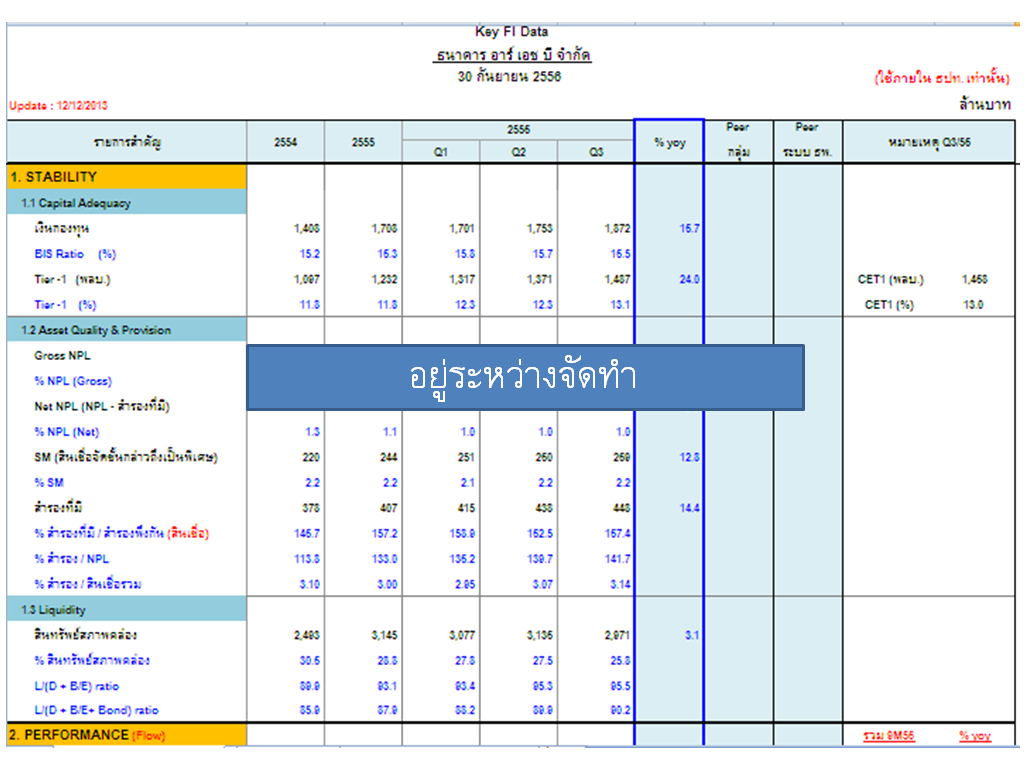 Key FI Data
ธนาคาร อาร์ เอช บี จำกัด
30 กันยายน 2556
(ใช้ภายใน ธปท. เท่านั้น)
Update : 12/12/2013 ล้านบาท
รายการสำคัญ 2554 2555 2556 % yoy Peer กลุ่ม Peer ระบบ ธพ. หมายเหตุ Q3/56
Q1 Q2 Q3
1. STABILITY
1.1 Capital Adequacy
เงินกองทุน 1,408 1,708 1,701 1,753 1,872 15.7
BIS Ratio (%) 15.2 16.3 15.8 15.7 16.5
Tier-1 (พลบ.) 1,097 1,232 1,317 1,371 1,487 24.0 CET1 (พลบ.) 1,468
Tier-1 (%) 11.8 11.8 12.3 12.3 13.1 CET1 (%) 13.0
1.2 Asset Quality & Provision
Gross NPL
อยู่ระหว่างจัดทำ
% NPL (Gross)
Net NPL (NPL - สำรองที่มี)
% NPL (Net) 1.3 1.1 1.0 1.0 1.0
SM (สินเชื่อจัดชั้นกล่าวถึงเป็นพิเศษ) 220 244 251 260 269 12.8
% SM 2.2 2.2 2.1 2.2 2.2
สำรองที่มี 378 407 415 438 448 14.4
% สำรองที่มี / สำรองพึงกัน (สินเชื่อ) 146.7 157.2 158.9 162.5 167.4
% สำรอง / NPL 113.8 133.0 135.2 139.7 141.7
% สำรอง / สินเชื่อรวม 3.10 3.00 2.95 3.07 3.14
1.3 Liquidity
สินทรัพย์สภาพคล่อง 2,493 3,145 3,077 3,135 2,971 3.1
% สินทรัพย์สภาพคล่อง 30.5 28.8 27.8 27.5 25.8
L/(D + B/E) ratio 89.9 93.1 93.4 95.3 95.5
L/(D + B/E+ Bond) ratio 85.9 87.9 88.2 89.9 90.2
2. PERFORMANCE (Flow) รวม 9M56 % yoy